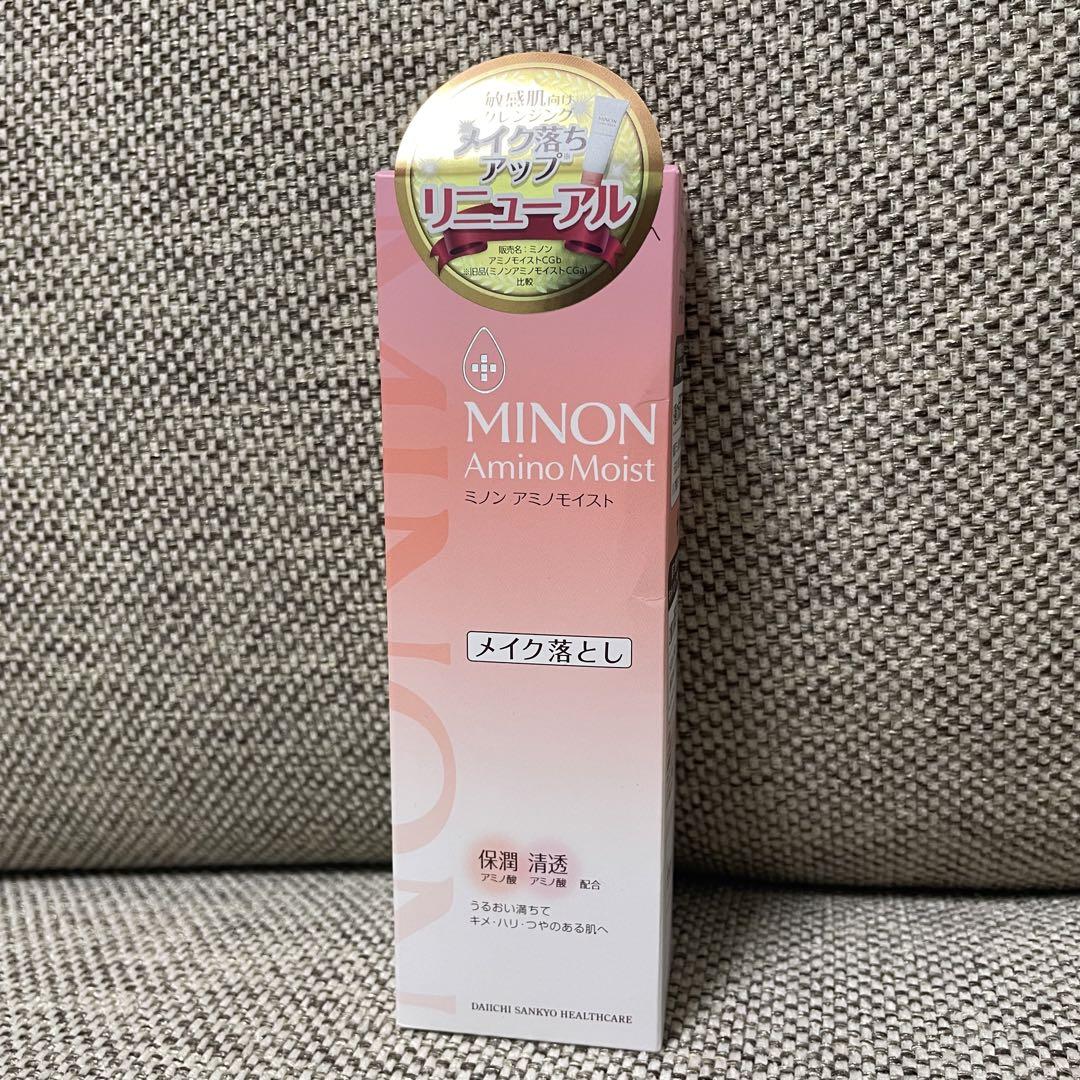 敏感肌向け
クレンジング
メイク落ち
アップ※
リニューアル
MINON
販売名：ミノン
アミノモイストCGb
※旧品(ミノンアミノモイストCGa)
比較
MINON
MINON
Amino Moist
ミノン アミノモイスト
メイク落とし
保潤 清透
アミノ酸 アミノ酸 配合
うるおい満ちて
キメ・ハリ・つやのある肌へ
DAIICHI SANKYO HEALTHCARE